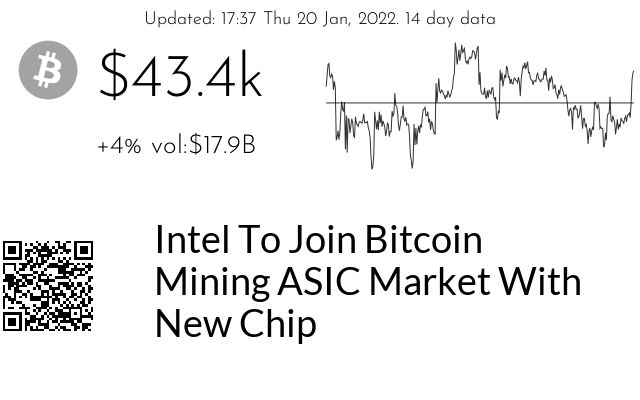 Updated: 17:37 Thu 20 Jan, 2022. 14 day data
$43.4k
+4% vol:$17.9B
Intel To Join Bitcoin
Mining ASIC Market With
New Chip